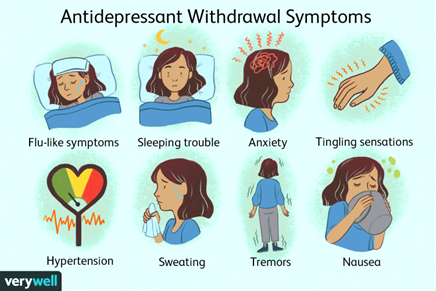 Antidepressant Withdrawal Symptoms
Flu-like symptoms
Sleeping trouble
Anxiety
Tingling sensations
Hypertension
Sweating
Tremors
Nausea
verywell